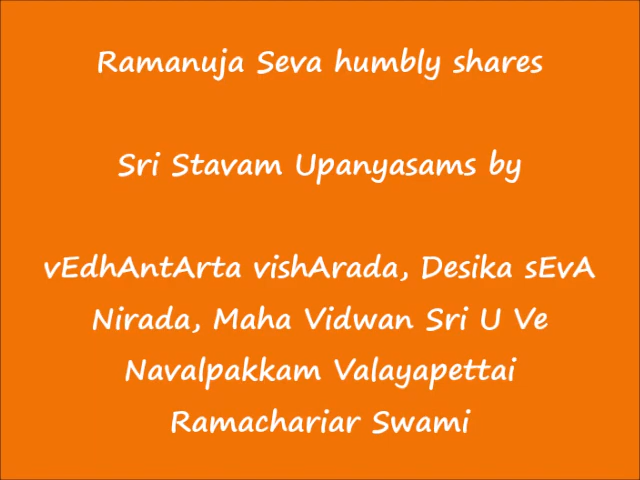 Ramanuja Seva humbly shares
Sri Stavam Upanyasams by
vEdhAntArta vishArada, Desika sEvA
Nirada, Maha Vidwan Sri U Ve
Navalpakkam Valayapettai
Ramachariar Swami